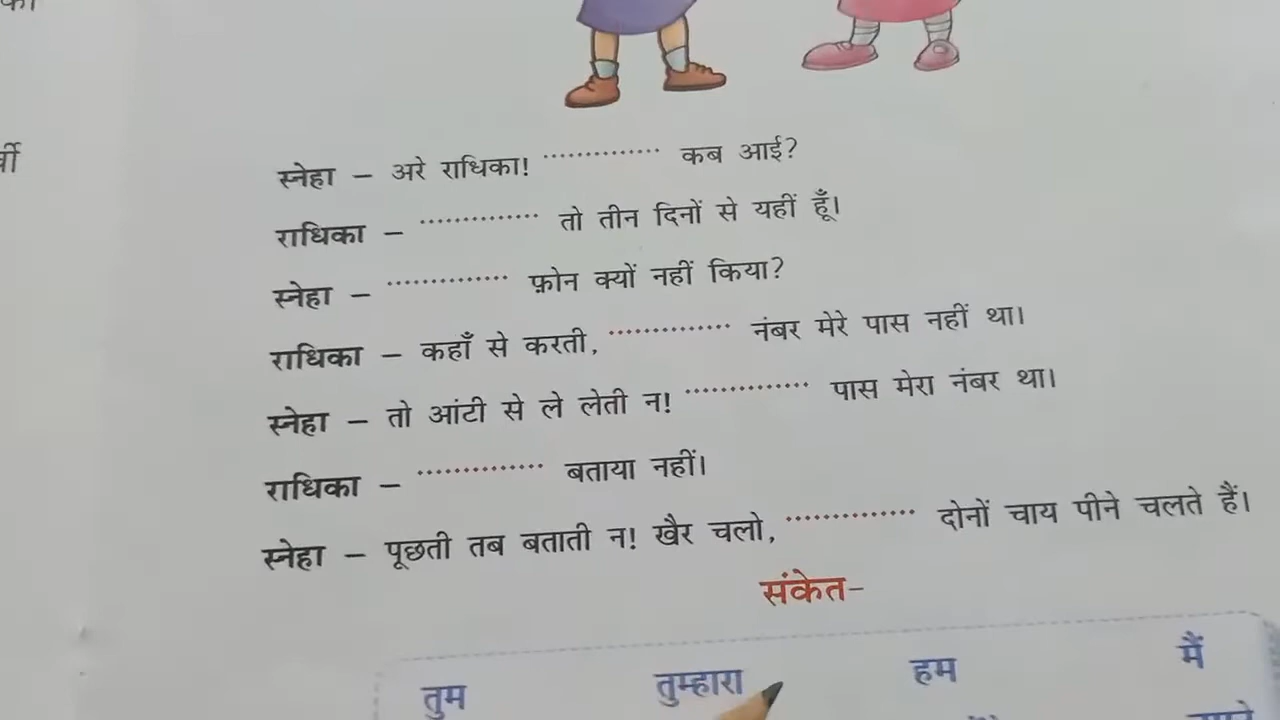 स्नेहा – अरे राधिका! .............. कब आई?
राधिका – .............. तो तीन दिनों से यहीं हूँ।
स्नेहा – .............. फ़ोन क्यों नहीं किया?
राधिका – कहाँ से करती, .............. नंबर मेरे पास नहीं था।
स्नेहा – तो आंटी से ले लेती न! .............. पास मेरा नंबर था।
राधिका – .............. बताया नहीं।
स्नेहा – पूछती तब बताती न! खैर चलो, .............. दोनों चाय पीने चलते हैं।
संकेत–
तुम तुम्हारा हम मैं